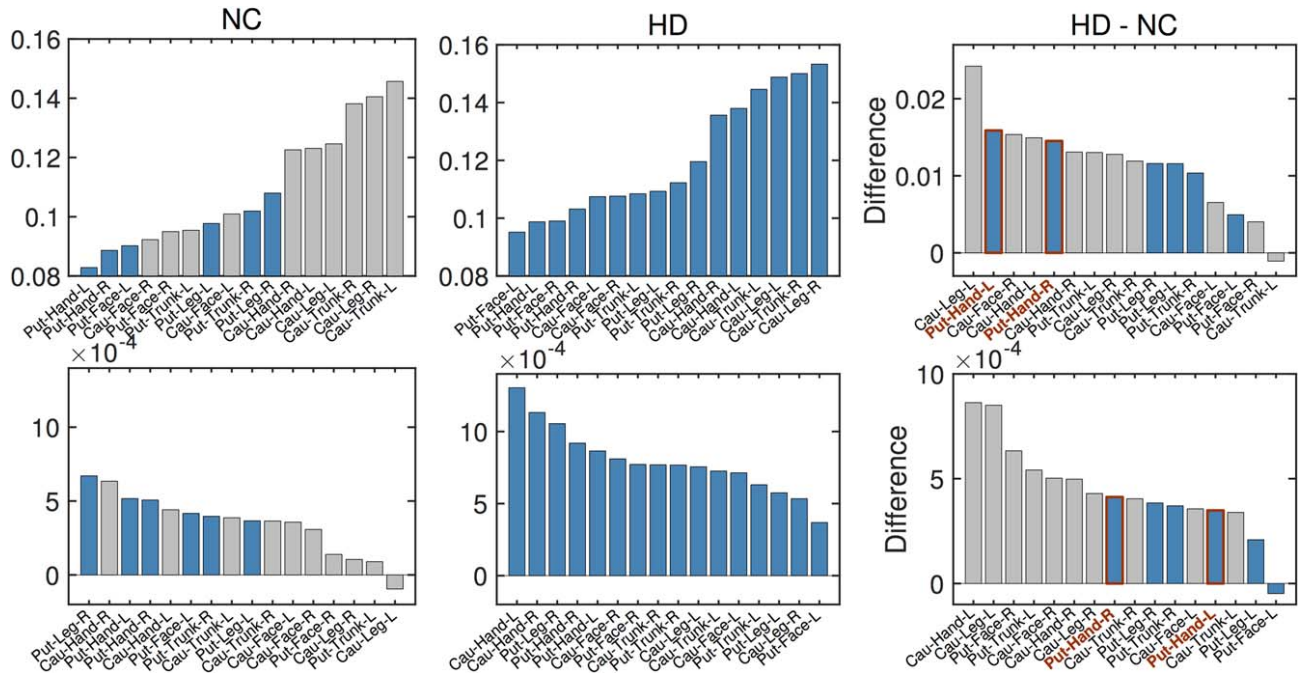 NC
0.16
0.14
0.12
0.1
0.08
Put-Hand-L
Put-Hand-R
Put-Face-L
Cau-Face-R
Put-Face-R
Put-Trunk-L
Put-Leg-L
Cau-Face-L
Put-Trunk-R
Put-Leg-R
Cau-Hand-R
Cau-Hand-L
Cau-Leg-L
Cau-Trunk-R
Cau-Leg-R
Cau-Trunk-L
HD
0.16
0.14
0.12
0.1
0.08
Put-Face-L
Put-Hand-L
Put-Face-R
Put-Hand-R
Cau-Face-L
Cau-Face-R
Put-Trunk-L
Put-Leg-L
Put-Trunk-R
Put-Leg-R
Cau-Hand-R
Cau-Hand-L
Cau-Trunk-L
Cau-Leg-L
Cau-Trunk-R
Cau-Leg-R
HD - NC
Difference
0.02
0.01
0
Cau-Leg-L
Put-Hand-L
Cau-Face-R
Cau-Hand-L
Put-Hand-R
Cau-Hand-R
Put-Trunk-L
Cau-Leg-R
Cau-Trunk-R
Put-Leg-R
Put-Leg-L
Put-Trunk-R
Cau-Face-L
Put-Face-L
Put-Face-R
Cau-Trunk-L
×10⁻⁴
10
5
0
Put-Leg-R
Cau-Hand-R
Put-Hand-L
Put-Hand-R
Cau-Hand-L
Put-Face-L
Put-Trunk-R
Cau-Trunk-L
Put-Leg-L
Cau-Trunk-R
Cau-Face-L
Cau-Face-R
Put-Face-R
Cau-Leg-R
Put-Trunk-L
Cau-Leg-L
×10⁻⁴
10
5
0
Cau-Hand-L
Cau-Hand-R
Put-Leg-R
Put-Hand-R
Put-Hand-L
Cau-Face-R
Put-Face-R
Cau-Trunk-R
Put-Trunk-R
Cau-Leg-L
Cau-Trunk-L
Cau-Face-L
Put-Trunk-L
Put-Leg-L
Cau-Leg-R
Put-Face-L
×10⁻⁴
Difference
10
5
0
Cau-Hand-L
Cau-Leg-L
Put-Face-R
Put-Trunk-L
Cau-Face-R
Cau-Hand-R
Cau-Leg-R
Put-Hand-R
Cau-Trunk-R
Put-Leg-R
Put-Trunk-R
Cau-Face-L
Put-Hand-L
Cau-Trunk-L
Put-Leg-L
Put-Face-L